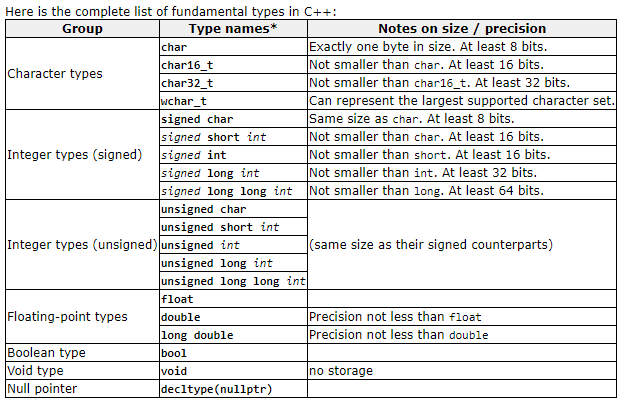 Here is the complete list of fundamental types in C++:
Group Type names* Notes on size / precision
Character types
char Exactly one byte in size. At least 8 bits.
char16_t Not smaller than char. At least 16 bits.
char32_t Not smaller than char16_t. At least 32 bits.
wchar_t Can represent the largest supported character set.
Integer types (signed)
signed char Same size as char. At least 8 bits.
signed short int Not smaller than char. At least 16 bits.
signed int Not smaller than short. At least 16 bits.
signed long int Not smaller than int. At least 32 bits.
signed long long int Not smaller than long. At least 64 bits.
Integer types (unsigned)
unsigned char
unsigned short int
unsigned int
unsigned long int
unsigned long long int
(same size as their signed counterparts)
Floating-point types
float
double Precision not less than float
long double Precision not less than double
Boolean type bool
Void type void no storage
Null pointer decltype(nullptr)